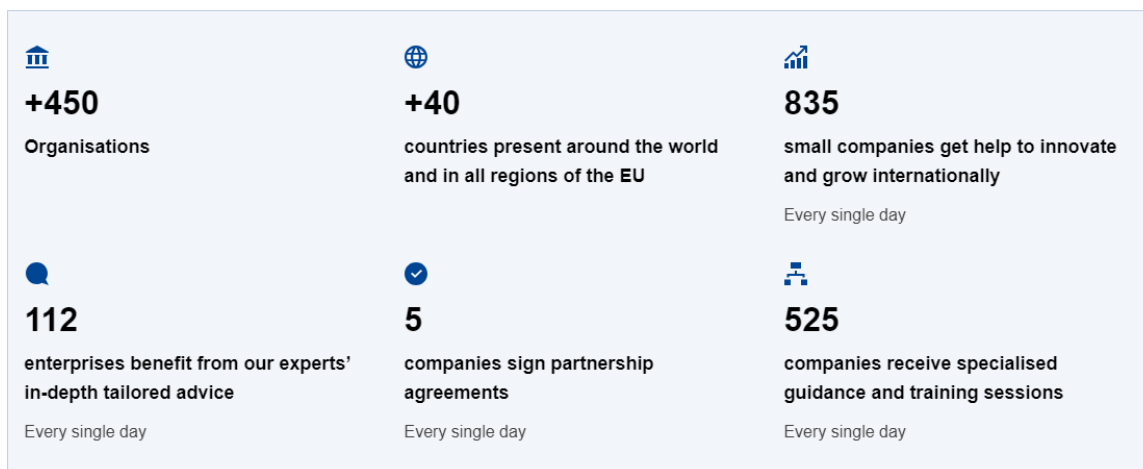 +450
Organisations
+40
countries present around the world
and in all regions of the EU
835
small companies get help to innovate
and grow internationally
Every single day
112
enterprises benefit from our experts’
in-depth tailored advice
Every single day
5
companies sign partnership
agreements
Every single day
525
companies receive specialised
guidance and training sessions
Every single day